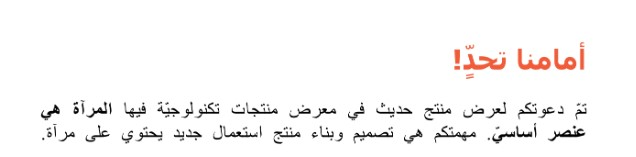 أمامنا تحدٍّ!
تمّ دعوتكم لعرض منتج حديث في معرض منتجات تكنولوجيّة فيها المرآة هي
عنصر أساسيّ. مهمتكم هي تصميم وبناء منتج استعمال جديد يحتوي على مرآة.